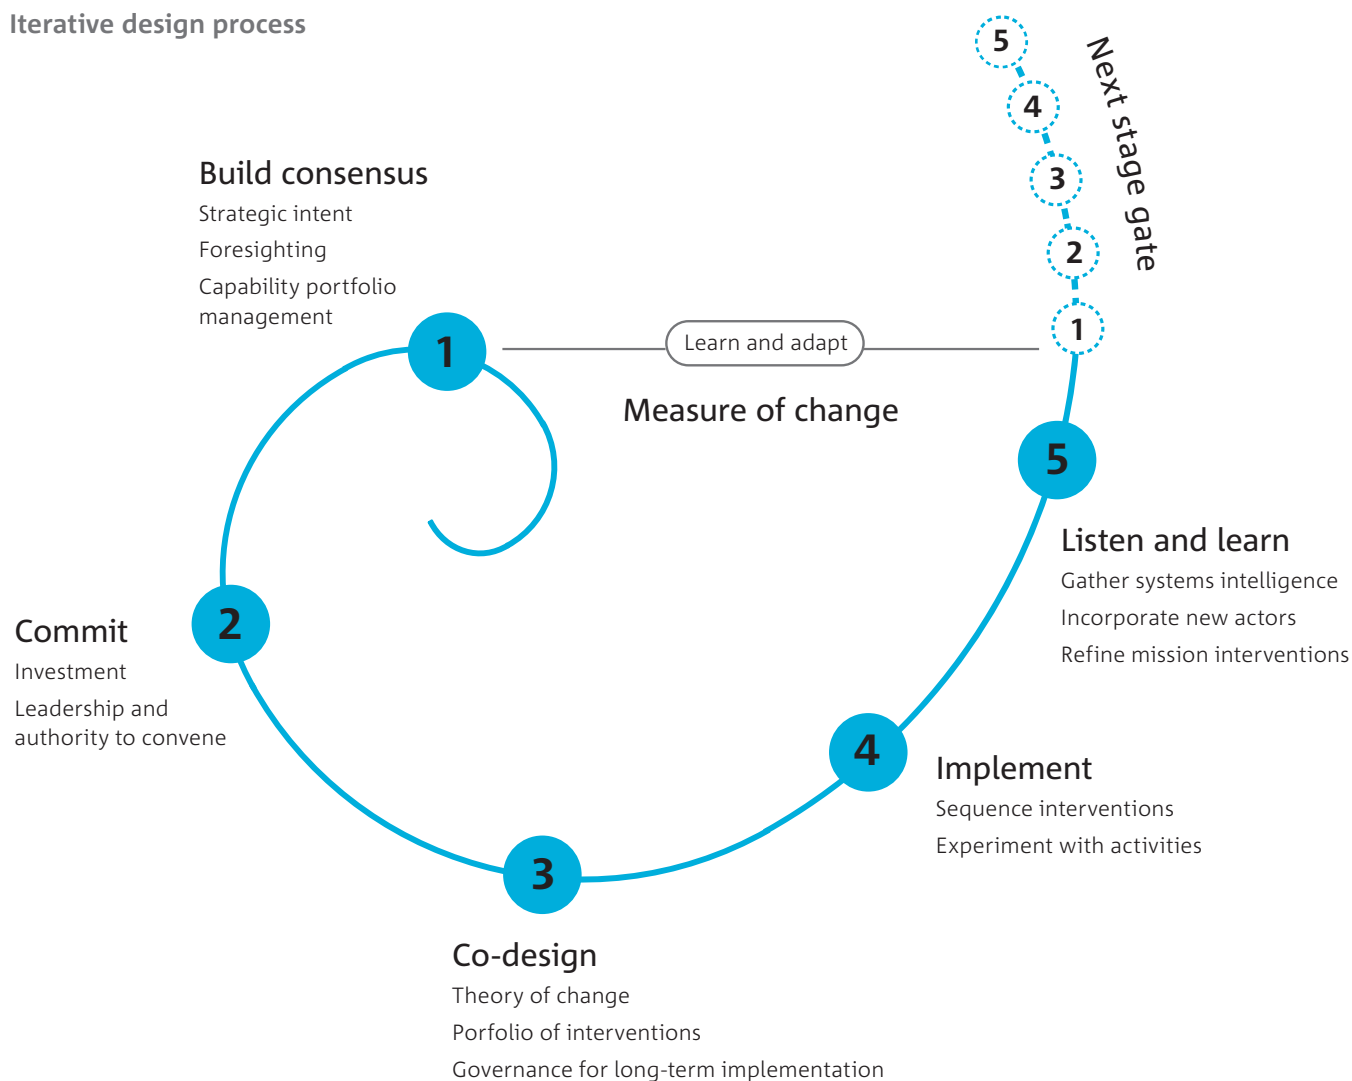 Iterative design process
5
4
3
2
1
Next stage gate
Build consensus
Strategic intent
Foresighting
Capability portfolio
management
1
Learn and adapt
Measure of change
5
Listen and learn
Gather systems intelligence
Incorporate new actors
Refine mission interventions
2
Commit
Investment
Leadership and
authority to convene
4
Implement
Sequence interventions
Experiment with activities
3
Co-design
Theory of change
Porfolio of interventions
Governance for long-term implementation